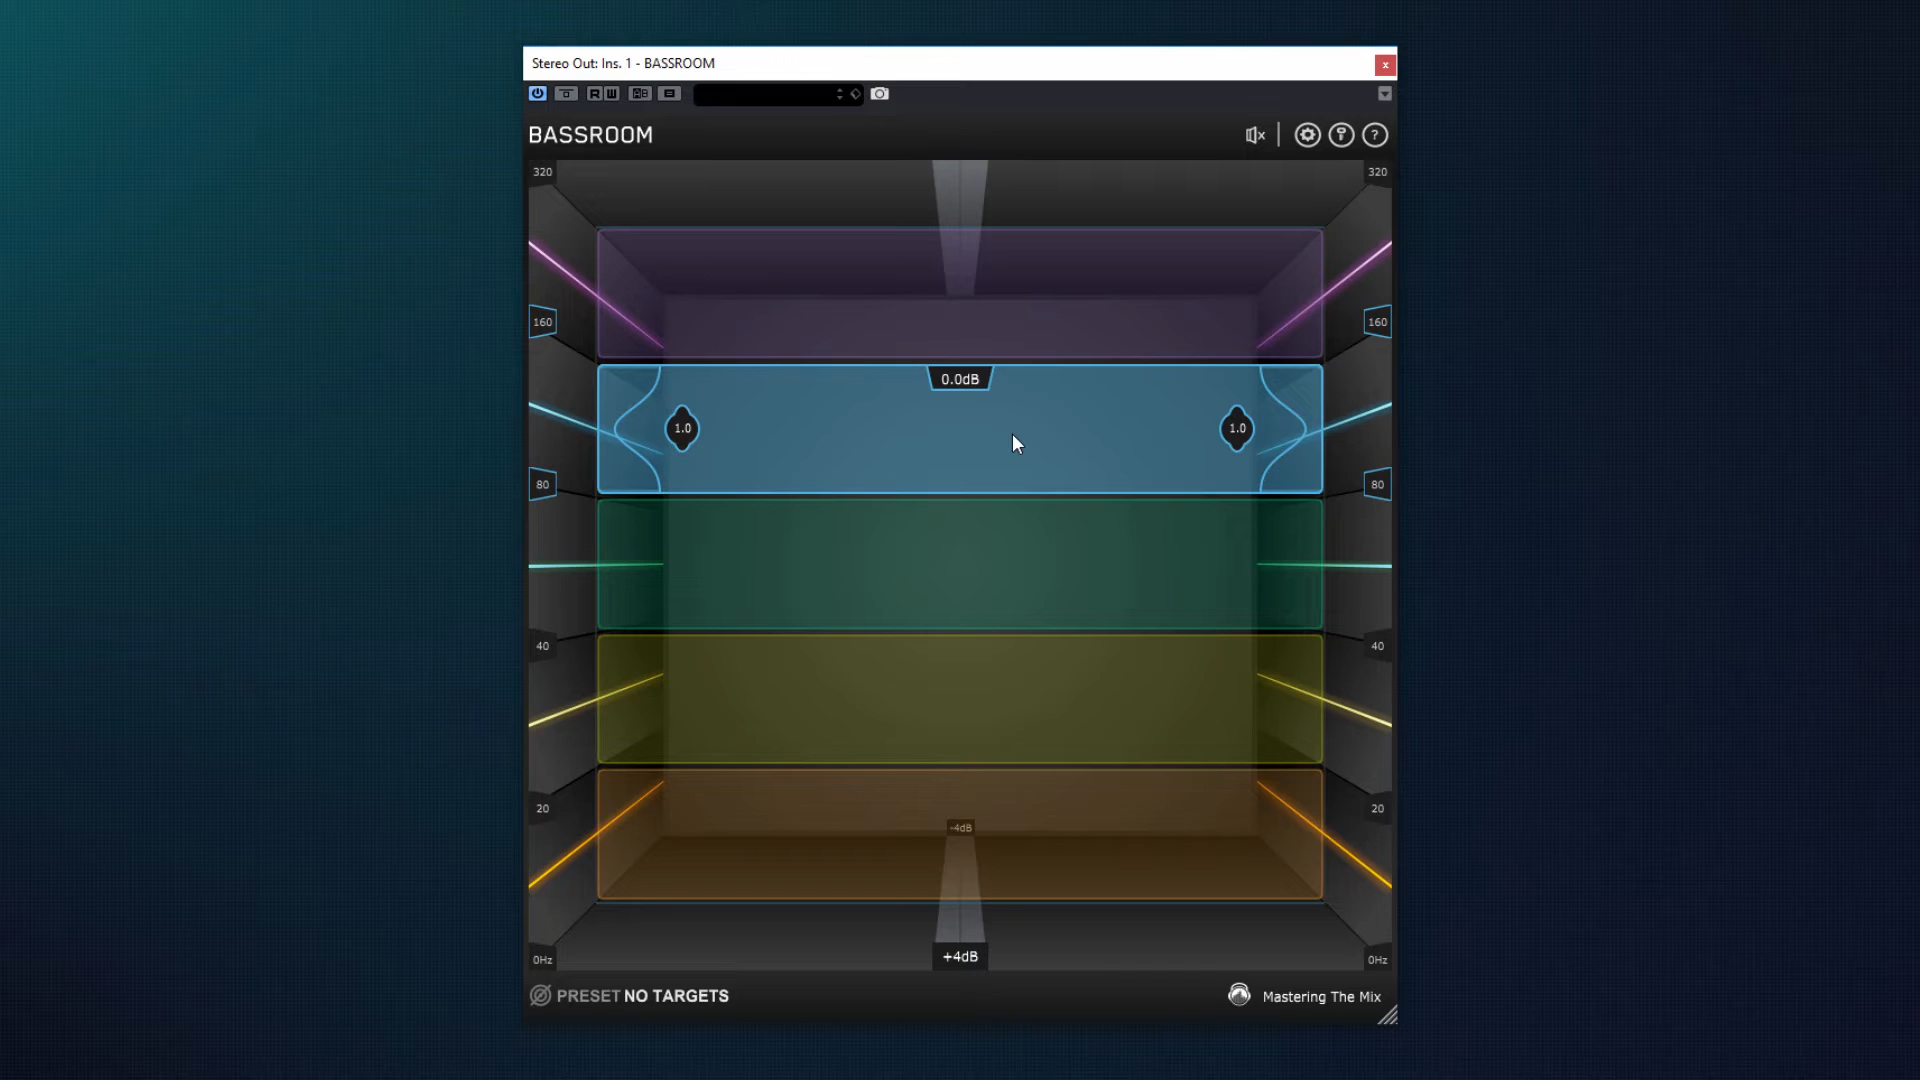 Stereo Out: Ins. 1 - BASSROOM
x
R W AB
BASSROOM
?
320 320
160 160
0.0dB
1.0 1.0
80 80
40 40
20 20
-4dB
+4dB
0Hz 0Hz
PRESET NO TARGETS
Mastering The Mix